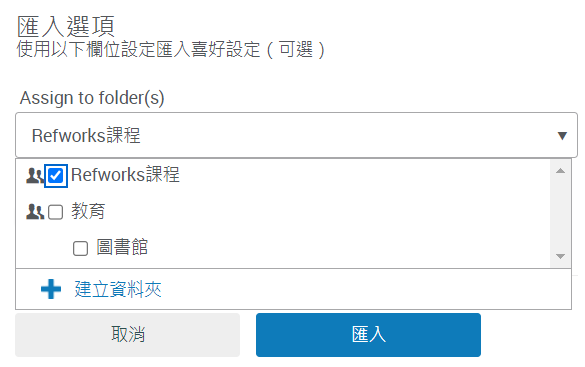 匯入選項
使用以下欄位設定匯入喜好設定（可選）
Assign to folder(s)
Refworks課程
Refworks課程
教育
圖書館
建立資料夾
取消 匯入